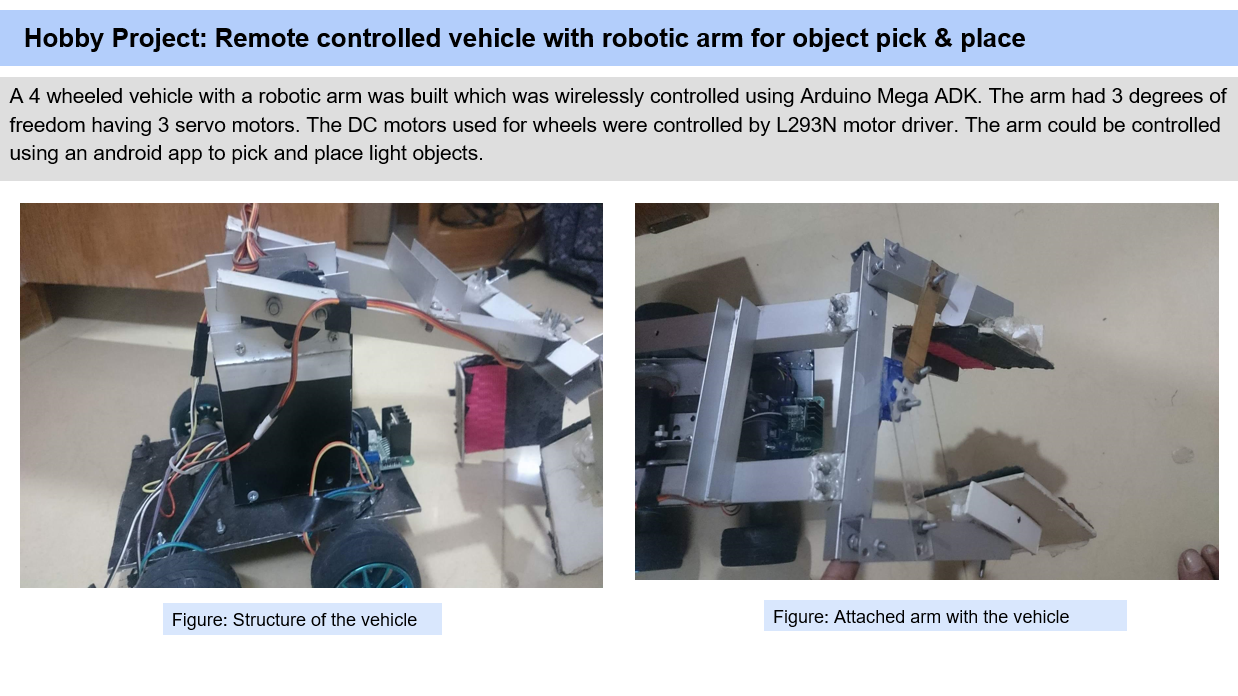 Hobby Project: Remote controlled vehicle with robotic arm for object pick & place
A 4 wheeled vehicle with a robotic arm was built which was wirelessly controlled using Arduino Mega ADK. The arm had 3 degrees of
freedom having 3 servo motors. The DC motors used for wheels were controlled by L293N motor driver. The arm could be controlled
using an android app to pick and place light objects.
Figure: Structure of the vehicle
Figure: Attached arm with the vehicle